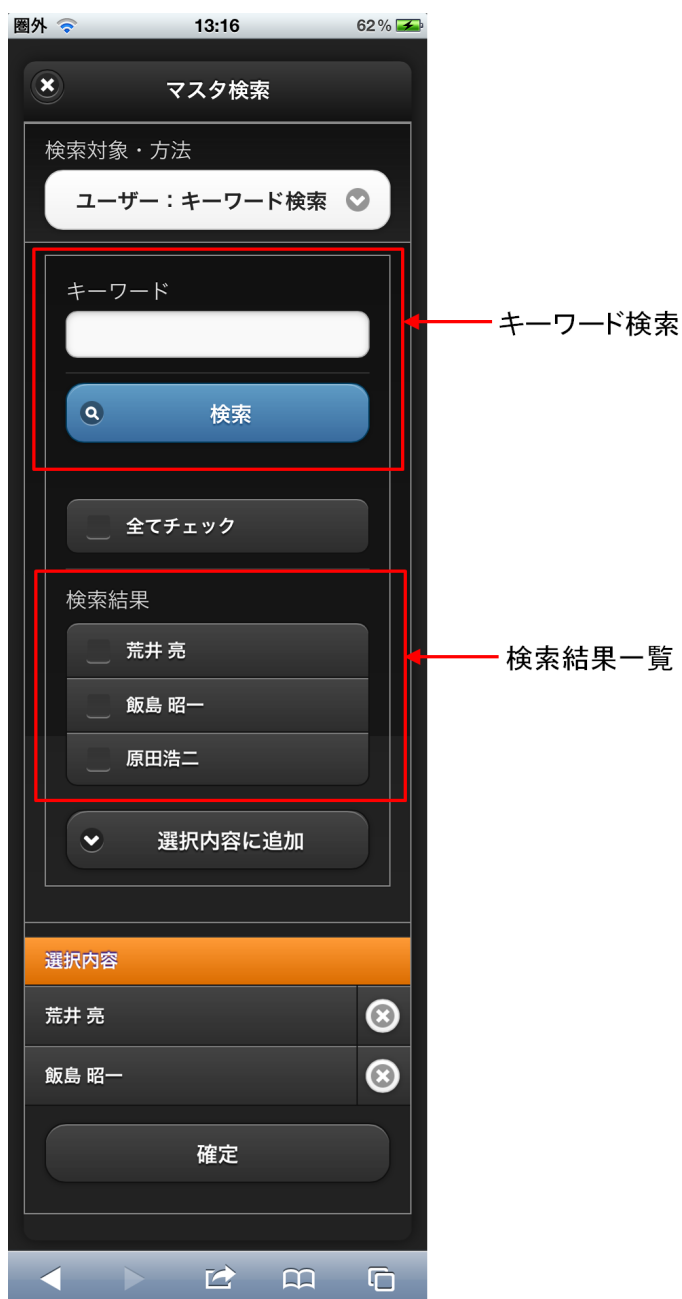 圏外 13:16 62%
マスタ検索
検索対象・方法
ユーザー：キーワード検索
キーワード
キーワード検索
検索
全てチェック
検索結果
荒井 亮
検索結果一覧
飯島 昭一
原田浩二
選択内容に追加
選択内容
荒井 亮
飯島 昭一
確定